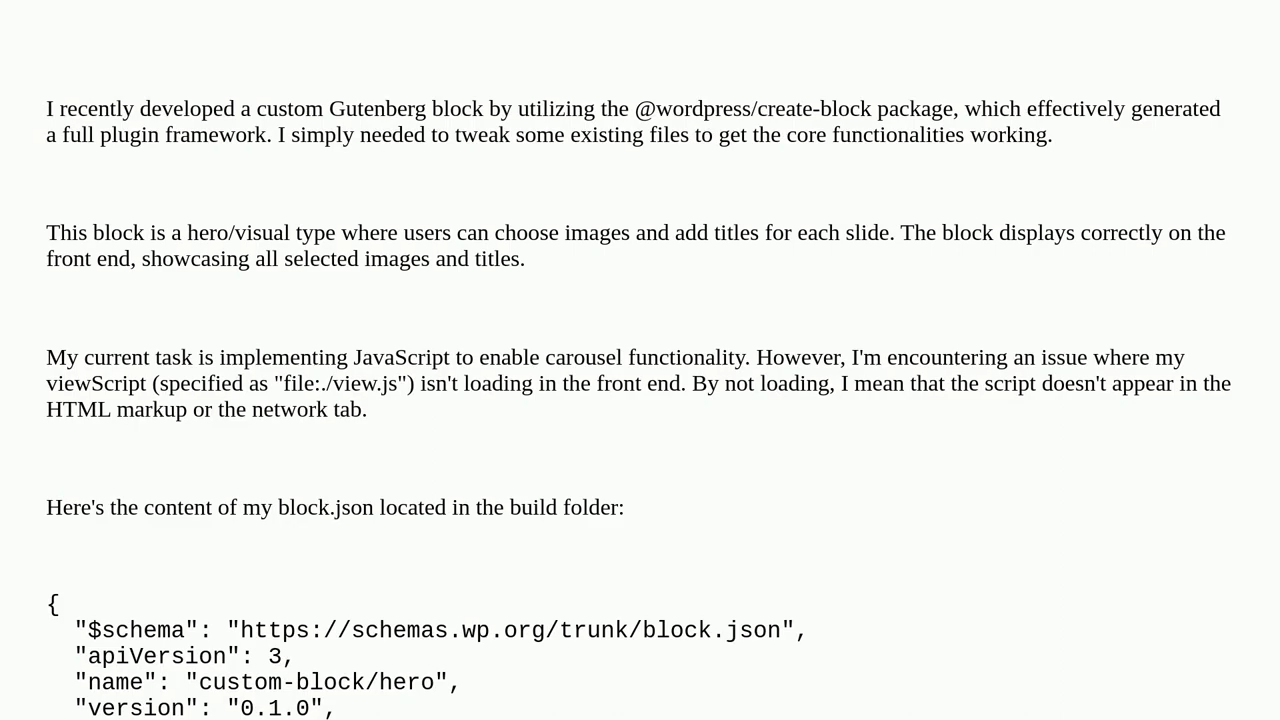 I recently developed a custom Gutenberg block by utilizing the @wordpress/create-block package, which effectively generated
a full plugin framework. I simply needed to tweak some existing files to get the core functionalities working.
This block is a hero/visual type where users can choose images and add titles for each slide. The block displays correctly on the
front end, showcasing all selected images and titles.
My current task is implementing JavaScript to enable carousel functionality. However, I'm encountering an issue where my
viewScript (specified as "file:./view.js") isn't loading in the front end. By not loading, I mean that the script doesn't appear in the
HTML markup or the network tab.
Here's the content of my block.json located in the build folder:
{
  "$schema": "https://schemas.wp.org/trunk/block.json",
  "apiVersion": 3,
  "name": "custom-block/hero",
  "version": "0.1.0",